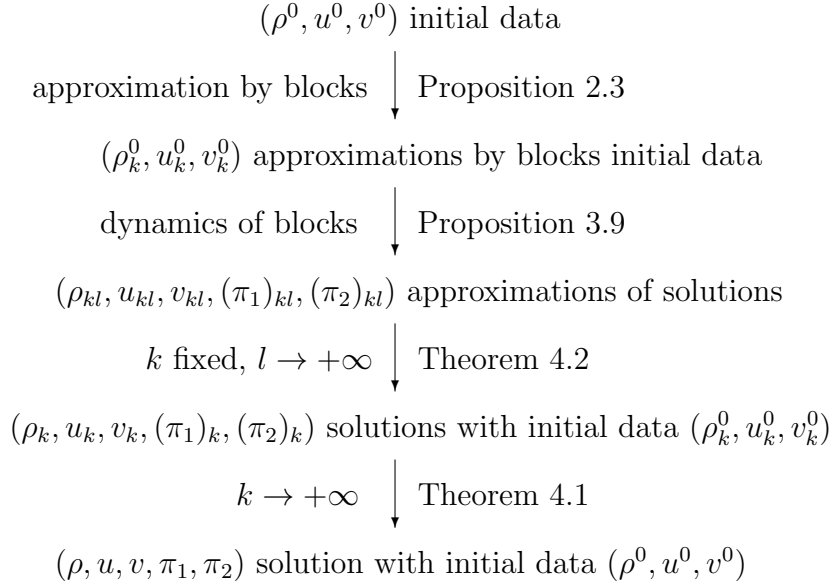 (ρ⁰, u⁰, v⁰) initial data
approximation by blocks Proposition 2.3
(ρ⁰ₖ, u⁰ₖ, v⁰ₖ) approximations by blocks initial data
dynamics of blocks Proposition 3.9
(ρₖₗ, uₖₗ, vₖₗ, (π₁)ₖₗ, (π₂)ₖₗ) approximations of solutions
k fixed, l → +∞ Theorem 4.2
(ρₖ, uₖ, vₖ, (π₁)ₖ, (π₂)ₖ) solutions with initial data (ρ⁰ₖ, u⁰ₖ, v⁰ₖ)
k → +∞ Theorem 4.1
(ρ, u, v, π₁, π₂) solution with initial data (ρ⁰, u⁰, v⁰)